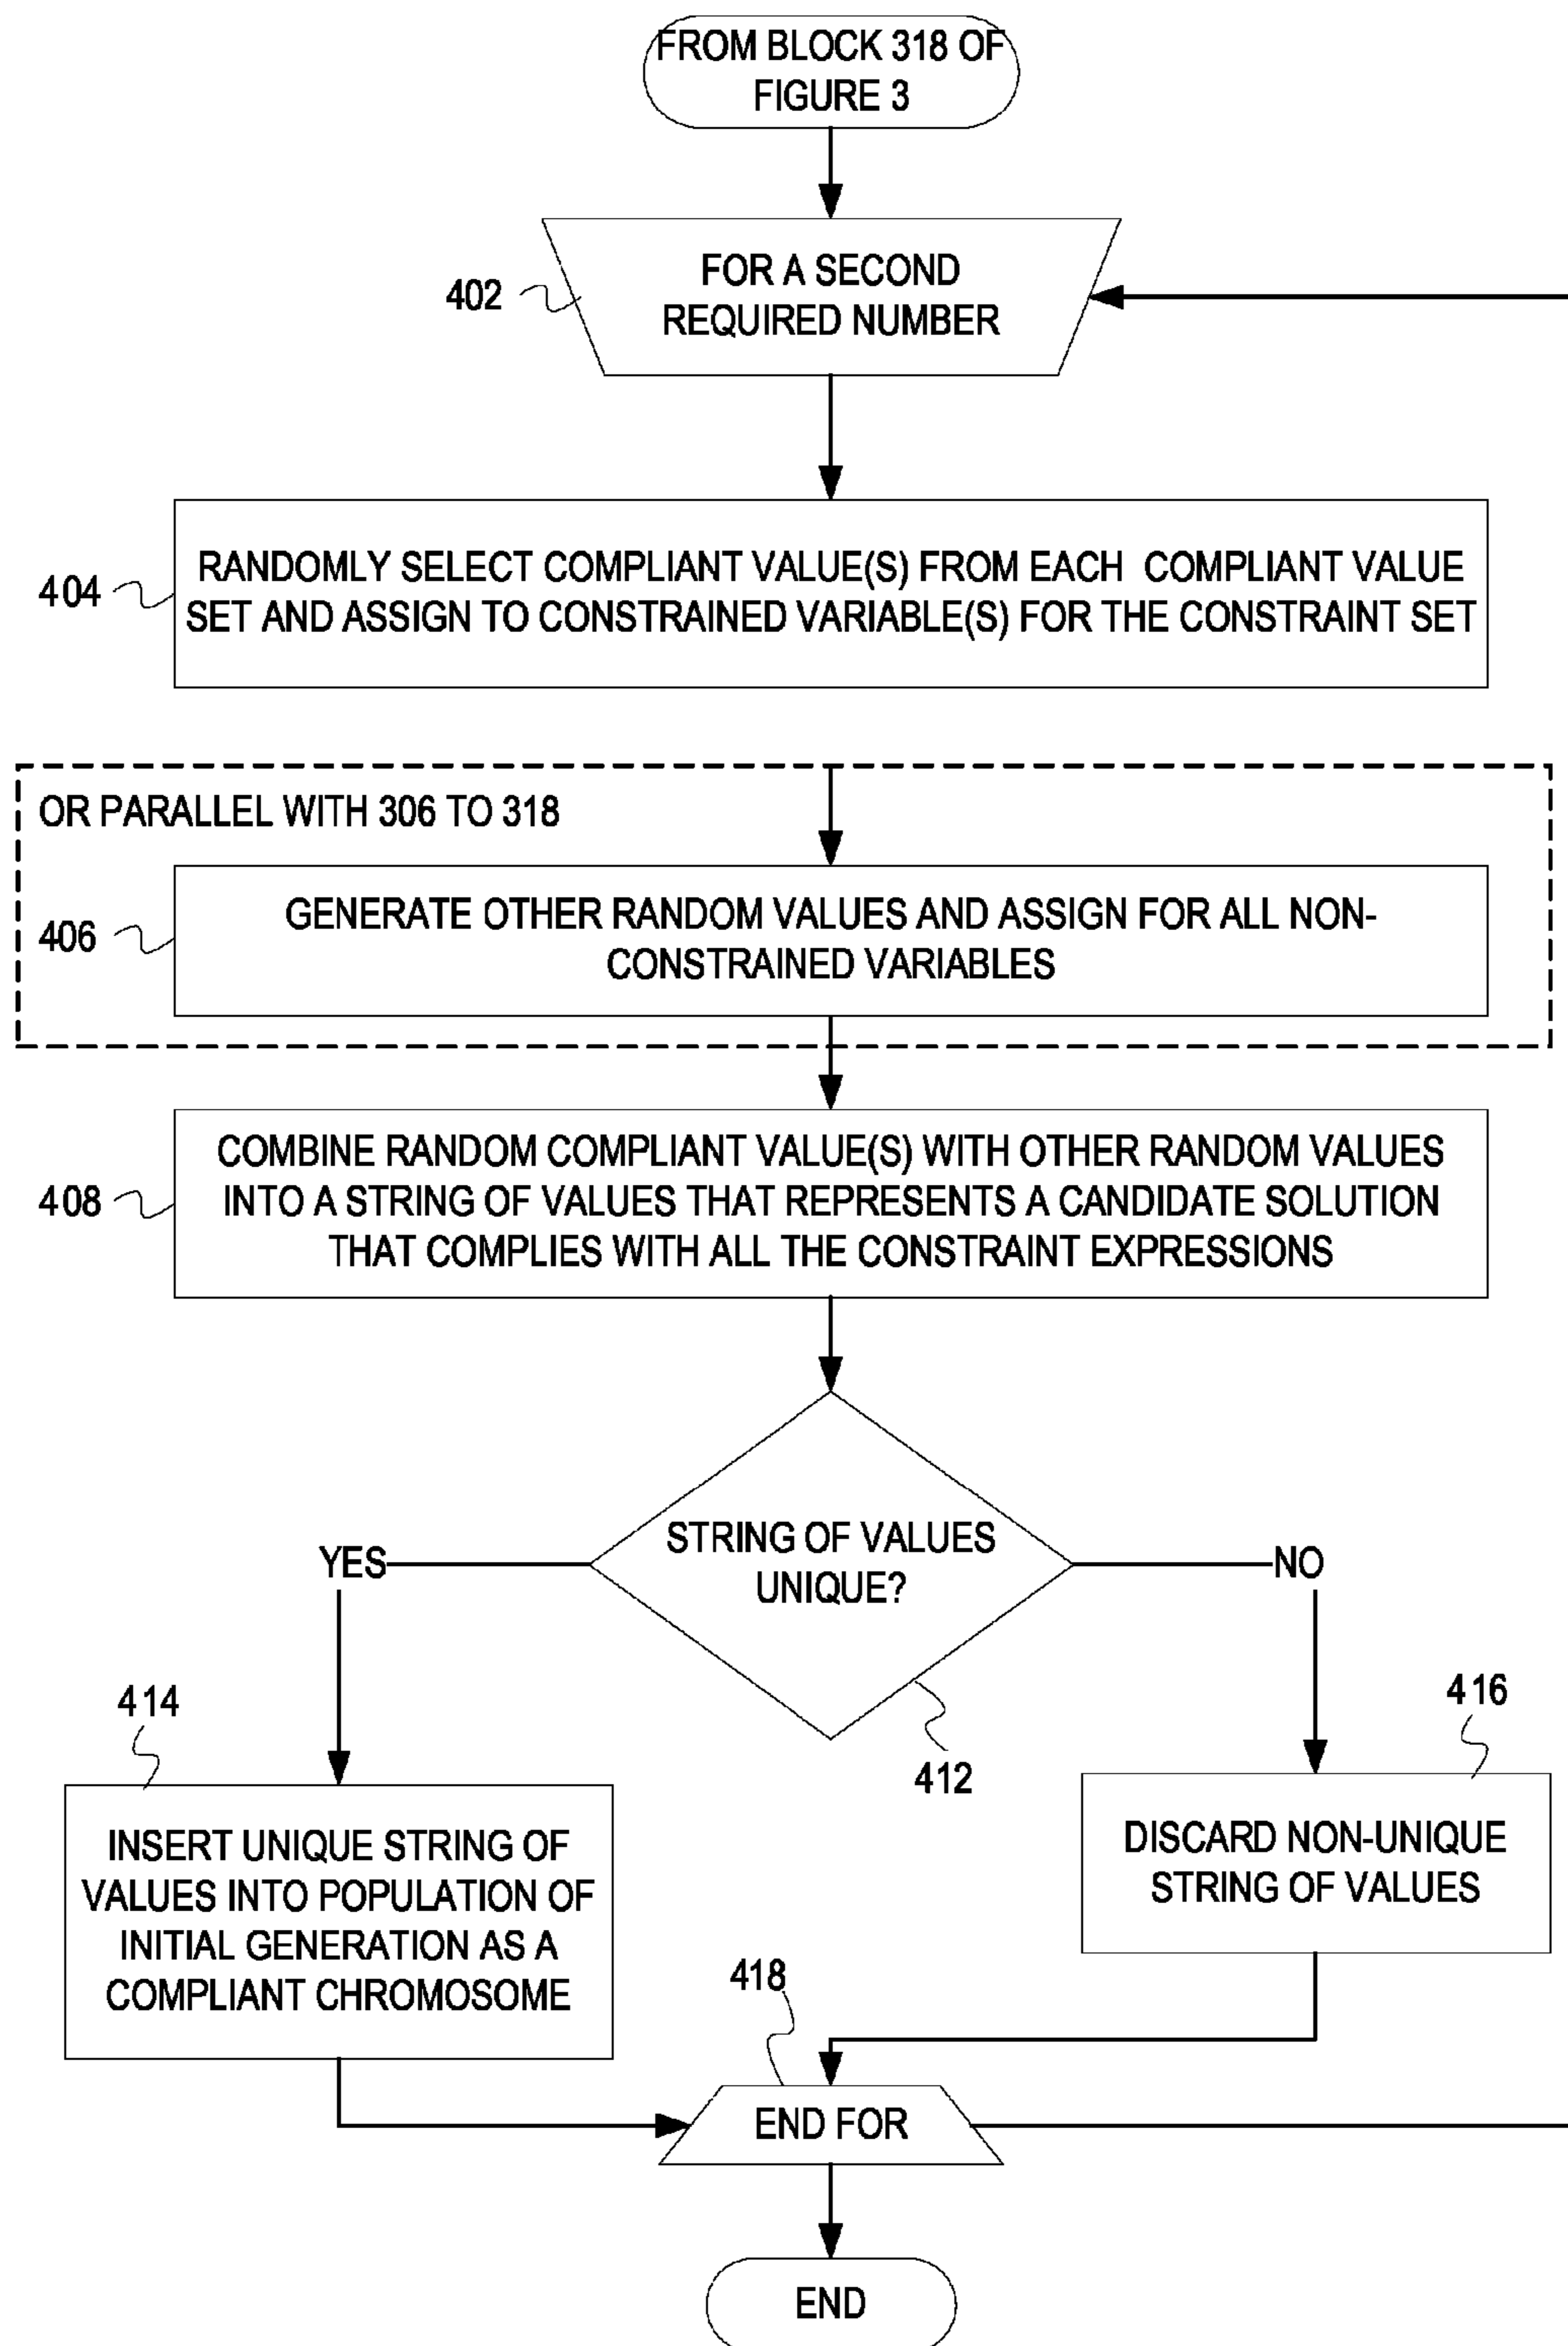 FROM BLOCK 318 OF
FIGURE 3
402
FOR A SECOND
REQUIRED NUMBER
404
RANDOMLY SELECT COMPLIANT VALUE(S) FROM EACH COMPLIANT VALUE
SET AND ASSIGN TO CONSTRAINED VARIABLE(S) FOR THE CONSTRAINT SET
OR PARALLEL WITH 306 TO 318
406
GENERATE OTHER RANDOM VALUES AND ASSIGN FOR ALL NON-
CONSTRAINED VARIABLES
408
COMBINE RANDOM COMPLIANT VALUE(S) WITH OTHER RANDOM VALUES
INTO A STRING OF VALUES THAT REPRESENTS A CANDIDATE SOLUTION
THAT COMPLIES WITH ALL THE CONSTRAINT EXPRESSIONS
STRING OF VALUES
UNIQUE?
YES
NO
412
414
INSERT UNIQUE STRING OF
VALUES INTO POPULATION OF
INITIAL GENERATION AS A
COMPLIANT CHROMOSOME
416
DISCARD NON-UNIQUE
STRING OF VALUES
418
END FOR
END